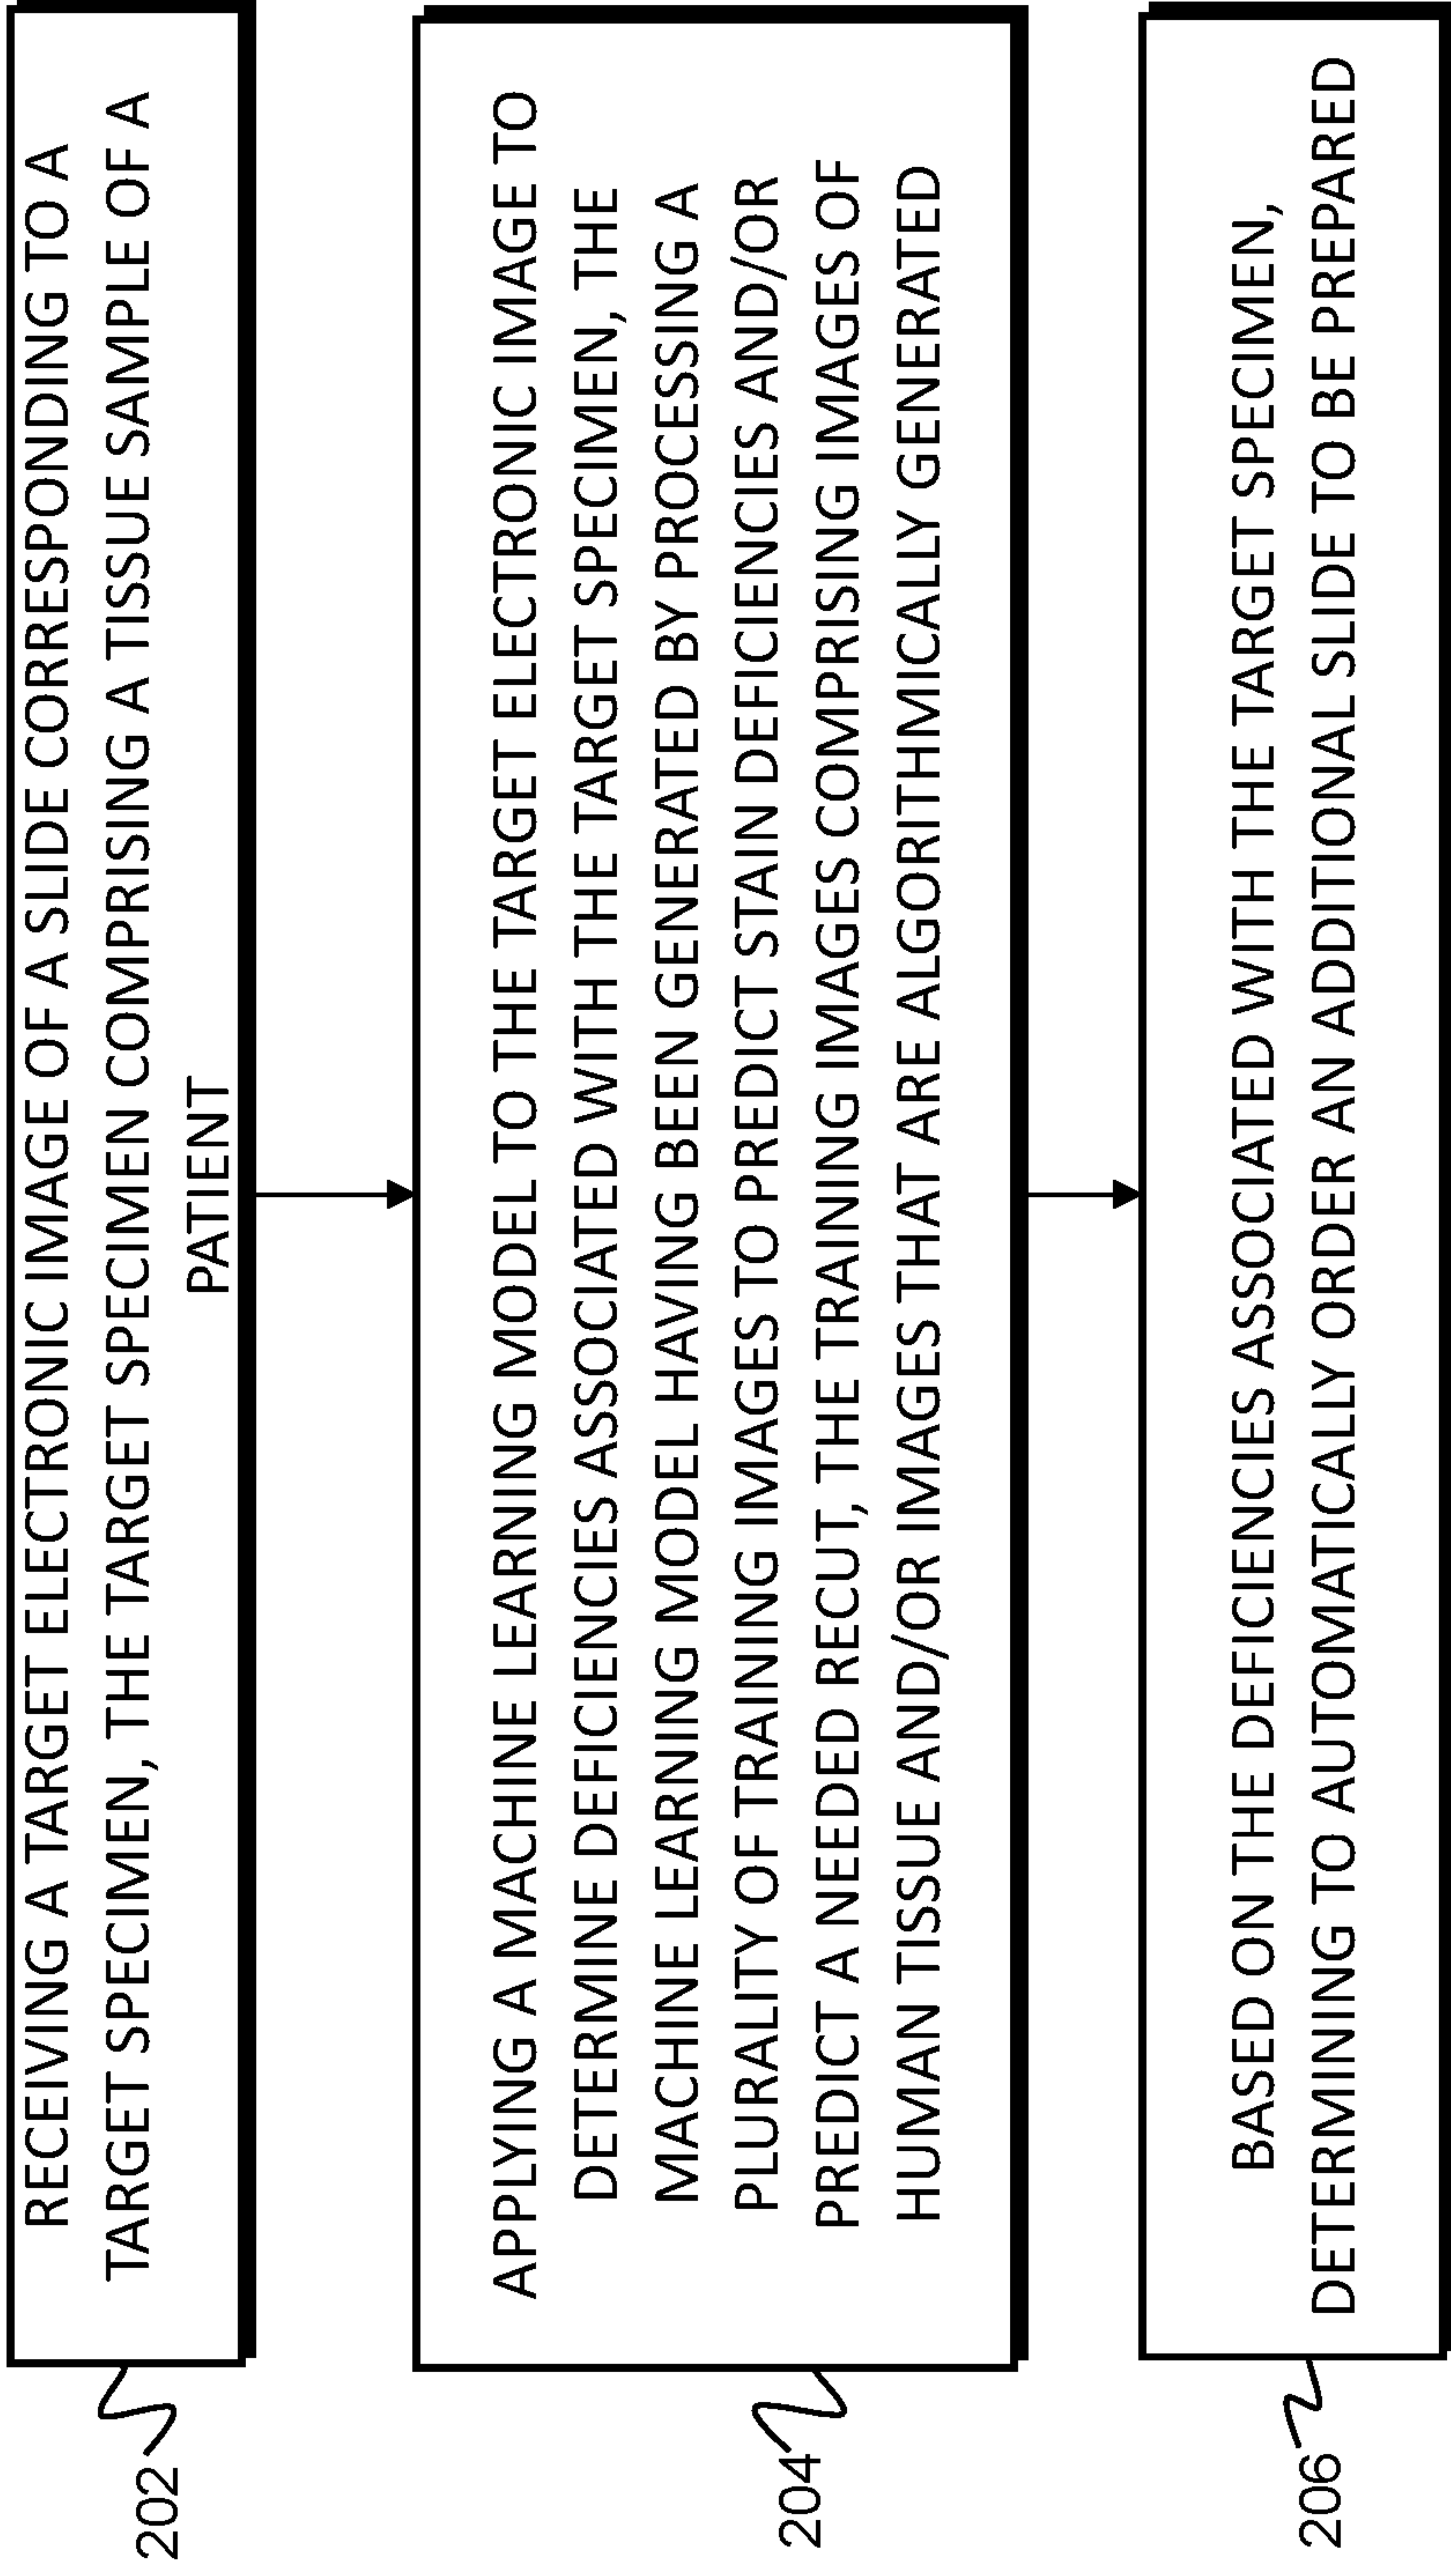 RECEIVING A TARGET ELECTRONIC IMAGE OF A SLIDE CORRESPONDING TO A
TARGET SPECIMEN, THE TARGET SPECIMEN COMPRISING A TISSUE SAMPLE OF A
PATIENT
202
APPLYING A MACHINE LEARNING MODEL TO THE TARGET ELECTRONIC IMAGE TO
DETERMINE DEFICIENCIES ASSOCIATED WITH THE TARGET SPECIMEN, THE
MACHINE LEARNING MODEL HAVING BEEN GENERATED BY PROCESSING A
PLURALITY OF TRAINING IMAGES TO PREDICT STAIN DEFICIENCIES AND/OR
PREDICT A NEEDED RECUT, THE TRAINING IMAGES COMPRISING IMAGES OF
HUMAN TISSUE AND/OR IMAGES THAT ARE ALGORITHMICALLY GENERATED
204
BASED ON THE DEFICIENCIES ASSOCIATED WITH THE TARGET SPECIMEN,
DETERMINING TO AUTOMATICALLY ORDER AN ADDITIONAL SLIDE TO BE PREPARED
206